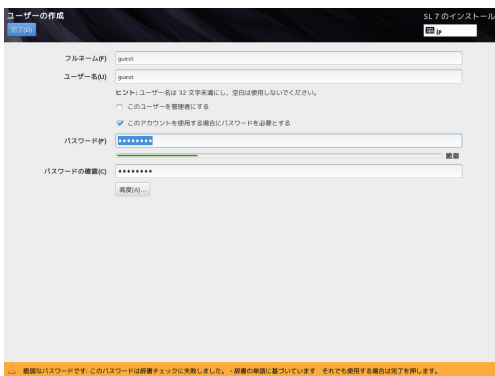 ユーザーの作成
SL 7 のインストール
完了(D)
jp
フルネーム(F)
guest
ユーザー名(U)
guest
ヒント: ユーザー名は 32 文字未満にし、空白は使用しないでください。
このユーザーを管理者にする
このアカウントを使用する場合にパスワードを必要とする
パスワード(P)
••••••••
脆弱
パスワードの確認(C)
••••••••
高度(A)...
脆弱なパスワードです: このパスワードは辞書チェックに失敗しました。 - 辞書の単語に基づいています それでも使用する場合は完了を押します。